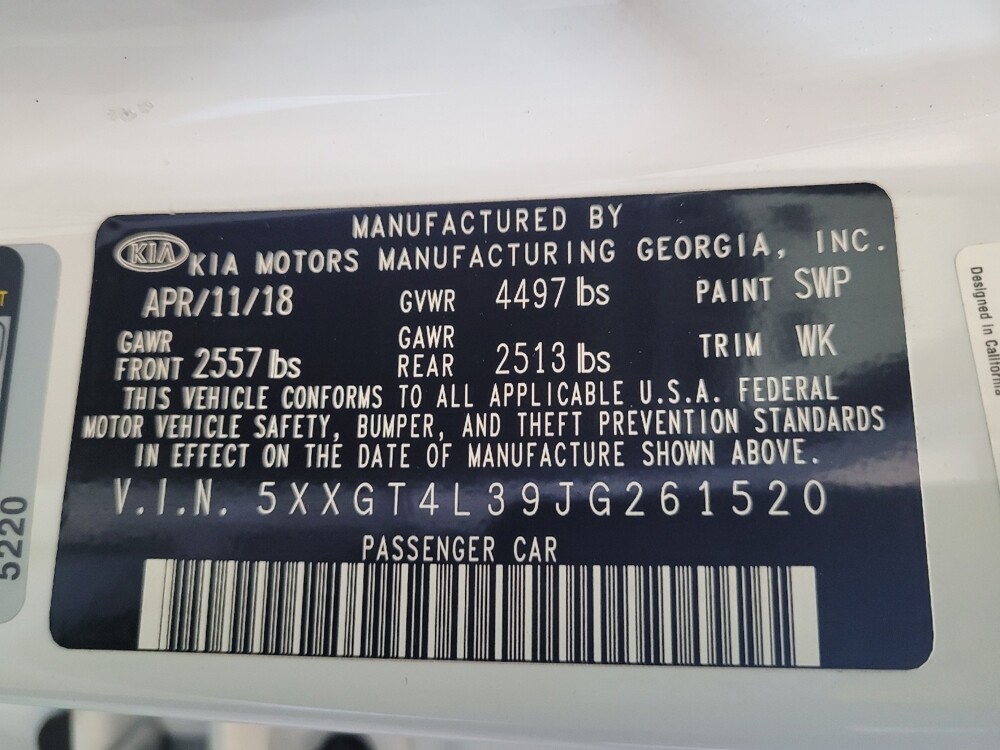 MANUFACTURED BY
KIA KIA MOTORS MANUFACTURING GEORGIA, INC.
APR/11/18 GVWR 4497 lbs PAINT SWP
GAWR FRONT 2557 lbs GAWR REAR 2513 lbs TRIM WK
THIS VEHICLE CONFORMS TO ALL APPLICABLE U.S.A. FEDERAL
MOTOR VEHICLE SAFETY, BUMPER, AND THEFT PREVENTION STANDARDS
IN EFFECT ON THE DATE OF MANUFACTURE SHOWN ABOVE.
V.I.N. 5XXGT4L39JG261520
PASSENGER CAR
5220
Designed in California